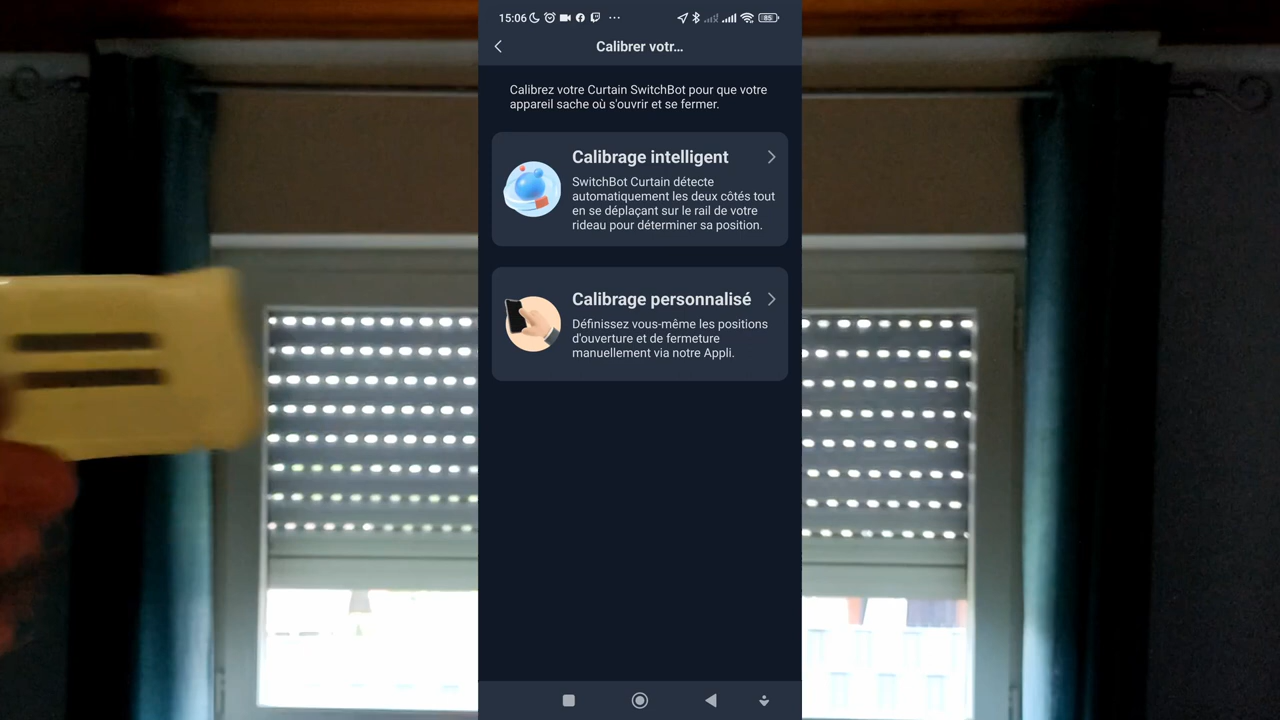 15:06
85
Calibrer votr...
Calibrez votre Curtain SwitchBot pour que votre
appareil sache où s'ouvrir et se fermer.
Calibrage intelligent
SwitchBot Curtain détecte
automatiquement les deux côtés tout
en se déplaçant sur le rail de votre
rideau pour déterminer sa position.
Calibrage personnalisé
Définissez vous-même les positions
d'ouverture et de fermeture
manuellement via notre Appli.